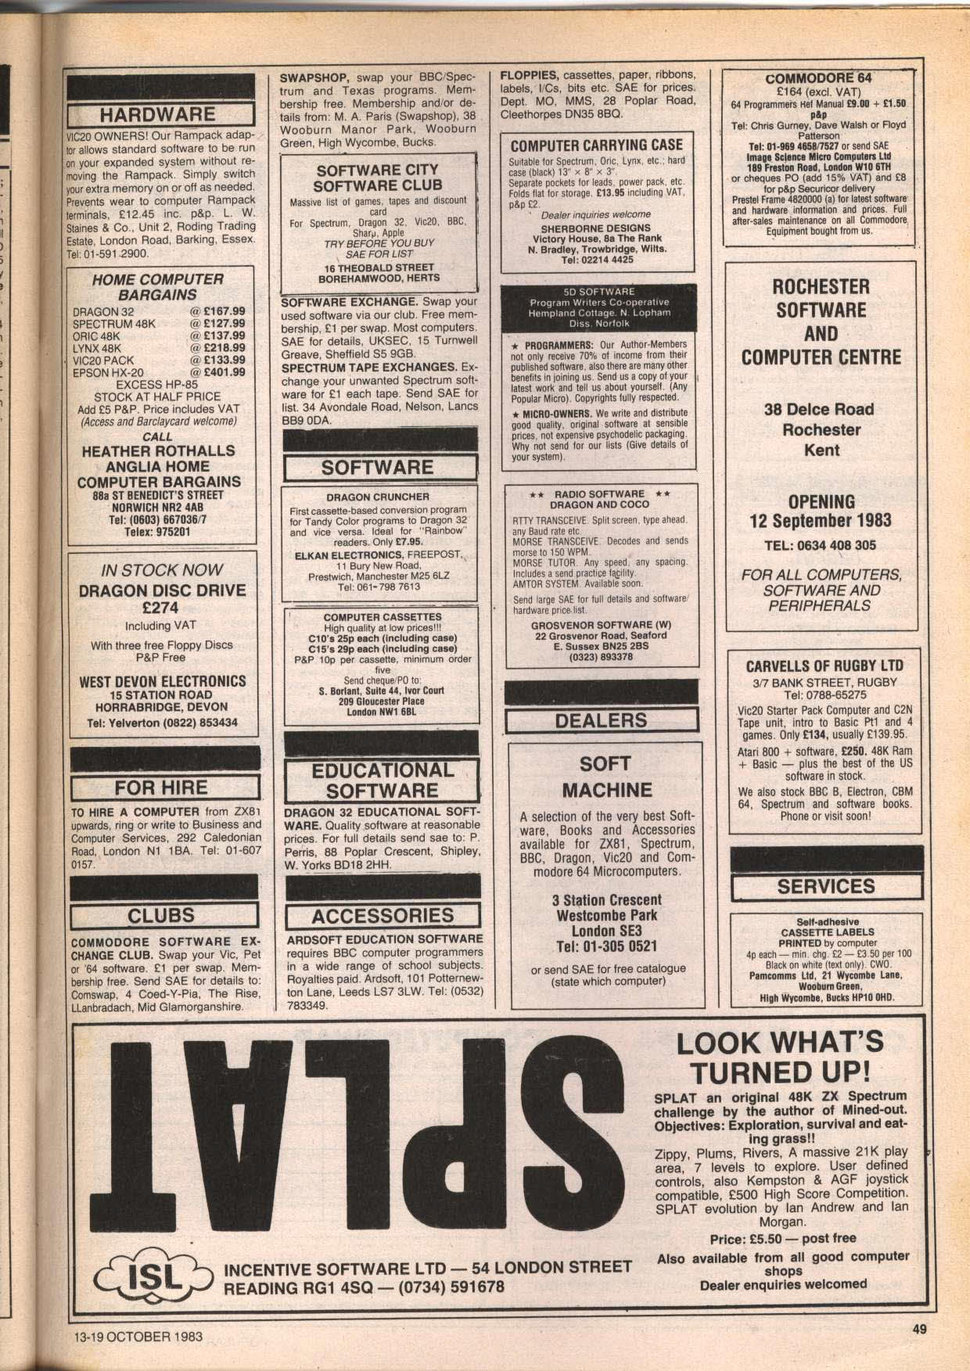 HARDWARE
VIC20 OWNERS! Our Rampack adap-
tor allows standard software to be run
on your expanded system without re-
moving the Rampack. Simply switch
your extra memory on or off as needed.
Prevents wear to computer Rampack
terminals, £12.45 inc. p&p. L. W.
Staines & Co., Unit 2, Roding Trading
Estate, London Road, Barking, Essex.
Tel: 01-591 2900.
HOME COMPUTER
BARGAINS
DRAGON 32 @ £167.99
SPECTRUM 48K @ £127.99
ORIC 48K @ £137.99
LYNX 48K @ £218.99
VIC20 PACK @ £133.99
EPSON HX-20 @ £401.99
EXCESS HP-85
STOCK AT HALF PRICE
Add £5 P&P. Price includes VAT
(Access and Barclaycard welcome)
CALL
HEATHER ROTHALLS
ANGLIA HOME
COMPUTER BARGAINS
88a ST BENEDICT'S STREET
NORWICH NR2 4AB
Tel: (0603) 667036/7
Telex: 975201
IN STOCK NOW
DRAGON DISC DRIVE
£274
Including VAT
With three free Floppy Discs
P&P Free
WEST DEVON ELECTRONICS
15 STATION ROAD
HORRABRIDGE, DEVON
Tel: Yelverton (0822) 853434
FOR HIRE
TO HIRE A COMPUTER from ZX81
upwards, ring or write to Business and
Computer Services, 292 Caledonian
Road, London N1 1BA. Tel: 01-607
0157.
CLUBS
COMMODORE SOFTWARE EX-
CHANGE CLUB. Swap your Vic, Pet
or '64 software. £1 per swap. Mem-
bership free. Send SAE for details to:
Comswap, 4 Coed-Y-Pia, The Rise,
LLanbradach, Mid Glamorganshire.
SWAPSHOP, swap your BBC/Spec-
trum and Texas programs. Mem-
bership free. Membership and/or de-
tails from: M. A. Paris (Swapshop), 38
Wooburn Manor Park, Wooburn
Green, High Wycombe, Bucks.
SOFTWARE CITY
SOFTWARE CLUB
Massive list of games, tapes and discount
card
For Spectrum, Dragon 32, Vic20, BBC,
Sharp, Apple
TRY BEFORE YOU BUY
SAE FOR LIST
16 THEOBALD STREET
BOREHAMWOOD, HERTS
SOFTWARE EXCHANGE. Swap your
used software via our club. Free mem-
bership, £1 per swap. Most computers.
SAE for details, UKSEC, 15 Turnwell
Greave, Sheffield S5 9GB.
SPECTRUM TAPE EXCHANGES. Ex-
change your unwanted Spectrum soft-
ware for £1 each tape. Send SAE for
list. 34 Avondale Road, Nelson, Lancs
BB9 0DA.
SOFTWARE
DRAGON CRUNCHER
First cassette-based conversion program
for Tandy Color programs to Dragon 32
and vice versa. Ideal for "Rainbow"
readers. Only £7.95.
ELKAN ELECTRONICS, FREEPOST,
11 Bury New Road,
Prestwich, Manchester M25 6LZ
Tel: 061-798 7613
COMPUTER CASSETTES
High quality at low prices!!!
C10's 25p each (including case)
C15's 29p each (including case)
P&P 10p per cassette, minimum order
five
Send cheque/PO to:
S. Borlant, Suite 44, Ivor Court
209 Gloucester Place
London NW1 6BL
EDUCATIONAL
SOFTWARE
DRAGON 32 EDUCATIONAL SOFT-
WARE. Quality software at reasonable
prices. For full details send sae to: P.
Perris, 88 Poplar Crescent, Shipley,
W. Yorks BD18 2HH.
ACCESSORIES
ARDSOFT EDUCATION SOFTWARE
requires BBC computer programmers
in a wide range of school subjects.
Royalties paid. Ardsoft, 101 Potternew-
ton Lane, Leeds LS7 3LW. Tel: (0532)
783349.
FLOPPIES, cassettes, paper, ribbons,
labels, I/Cs, bits etc. SAE for prices.
Dept. MO, MMS, 28 Poplar Road,
Cleethorpes DN35 8BQ.
COMPUTER CARRYING CASE
Suitable for Spectrum, Oric, Lynx, etc.; hard
case (black) 13" × 8" × 3".
Separate pockets for leads, power pack, etc.
Folds flat for storage. £13.95 including VAT,
p&p £2.
Dealer inquiries welcome
SHERBORNE DESIGNS
Victory House, 8a The Rank
N. Bradley, Trowbridge, Wilts.
Tel: 02214 4425
5D SOFTWARE
Program Writers Co-operative
Hempland Cottage. N. Lopham
Diss. Norfolk
★ PROGRAMMERS: Our Author-Members
not only receive 70% of income from their
published software, also there are many other
benefits in joining us. Send us a copy of your
latest work and tell us about yourself. (Any
Popular Micro). Copyrights fully respected.
★ MICRO-OWNERS. We write and distribute
good quality, original software at sensible
prices, not expensive psychodelic packaging.
Why not send for our lists (Give details of
your system).
★★ RADIO SOFTWARE ★★
DRAGON AND COCO
RTTY TRANSCEIVE. Split screen, type ahead,
any Baud rate etc.
MORSE TRANSCEIVE. Decodes and sends
morse to 150 WPM.
MORSE TUTOR. Any speed, any spacing.
Includes a send practice facility.
AMTOR SYSTEM. Available soon.
Send large SAE for full details and software/
hardware price list.
GROSVENOR SOFTWARE (W)
22 Grosvenor Road, Seaford
E. Sussex BN25 2BS
(0323) 893378
DEALERS
SOFT
MACHINE
A selection of the very best Soft-
ware, Books and Accessories
available for ZX81, Spectrum,
BBC, Dragon, Vic20 and Com-
modore 64 Microcomputers.
3 Station Crescent
Westcombe Park
London SE3
Tel: 01-305 0521
or send SAE for free catalogue
(state which computer)
COMMODORE 64
£164 (excl. VAT)
64 Programmers Ref Manual £9.00 + £1.50
p&p
Tel: Chris Gurney, Dave Walsh or Floyd
Patterson
Tel: 01-969 4658/7527 or send SAE
Image Science Micro Computers Ltd
189 Freston Road, London W10 6TH
or cheques PO (add 15% VAT) and £8
for p&p Securicor delivery
Prestel Frame 4820000 (a) for latest software
and hardware information and prices. Full
after-sales maintenance on all Commodore
Equipment bought from us.
ROCHESTER
SOFTWARE
AND
COMPUTER CENTRE
38 Delce Road
Rochester
Kent
OPENING
12 September 1983
TEL: 0634 408 305
FOR ALL COMPUTERS,
SOFTWARE AND
PERIPHERALS
CARVELLS OF RUGBY LTD
3/7 BANK STREET, RUGBY
Tel: 0788-65275
Vic20 Starter Pack Computer and C2N
Tape unit, intro to Basic Pt1 and 4
games. Only £134, usually £139.95.
Atari 800 + software, £250. 48K Ram
+ Basic — plus the best of the US
software in stock.
We also stock BBC B, Electron, CBM
64, Spectrum and software books.
Phone or visit soon!
SERVICES
Self-adhesive
CASSETTE LABELS
PRINTED by computer
4p each — min. chg. £2 — £3.50 per 100
Black on white (text only). CWO.
Pamcomms Ltd, 21 Wycombe Lane,
Wooburn Green,
High Wycombe, Bucks HP10 0HD.
SPLAT
ISL
INCENTIVE SOFTWARE LTD — 54 LONDON STREET
READING RG1 4SQ — (0734) 591678
LOOK WHAT'S
TURNED UP!
SPLAT an original 48K ZX Spectrum
challenge by the author of Mined-out.
Objectives: Exploration, survival and eat-
ing grass!!
Zippy, Plums, Rivers, A massive 21K play
area, 7 levels to explore. User defined
controls, also Kempston & AGF joystick
compatible, £500 High Score Competition.
SPLAT evolution by Ian Andrew and Ian
Morgan.
Price: £5.50 — post free
Also available from all good computer
shops
Dealer enquiries welcomed
13-19 OCTOBER 1983
49